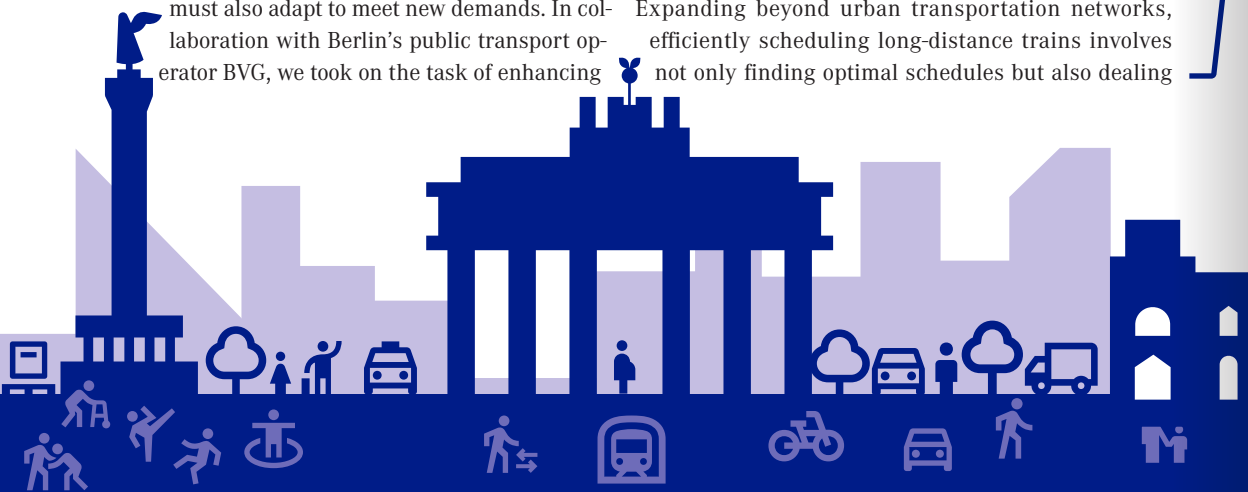 must also adapt to meet new demands. In col-
laboration with Berlin’s public transport op-
erator BVG, we took on the task of enhancing
Expanding beyond urban transportation networks,
efficiently scheduling long-distance trains involves
not only finding optimal schedules but also dealing